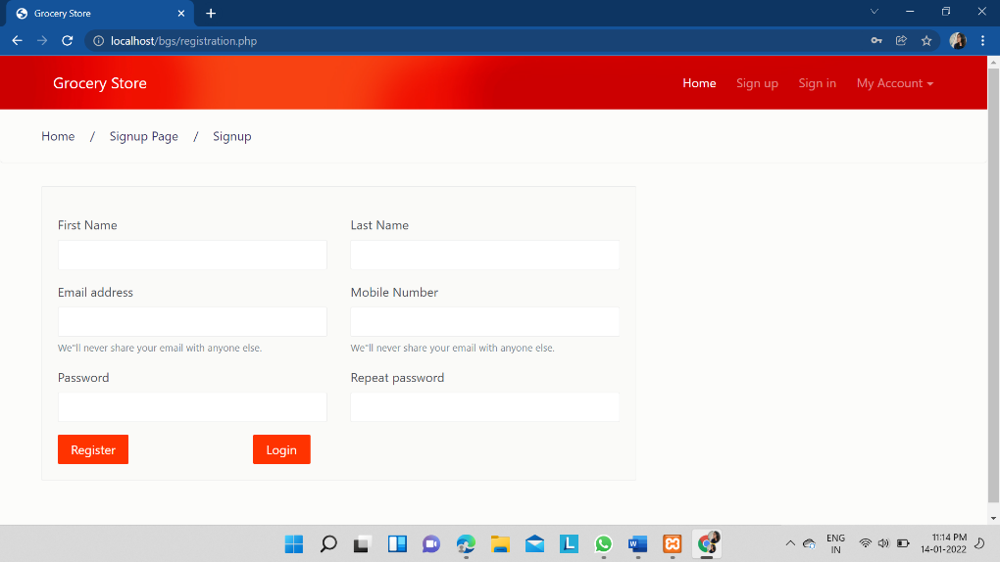 Grocery Store
localhost/bgs/registration.php
Grocery Store Home Sign up Sign in My Account
Home / Signup Page / Signup
First Name Last Name
Email address Mobile Number
We"ll never share your email with anyone else. We"ll never share your email with anyone else.
Password Repeat password
Register Login
L W
ENG
IN
11:14 PM
14-01-2022